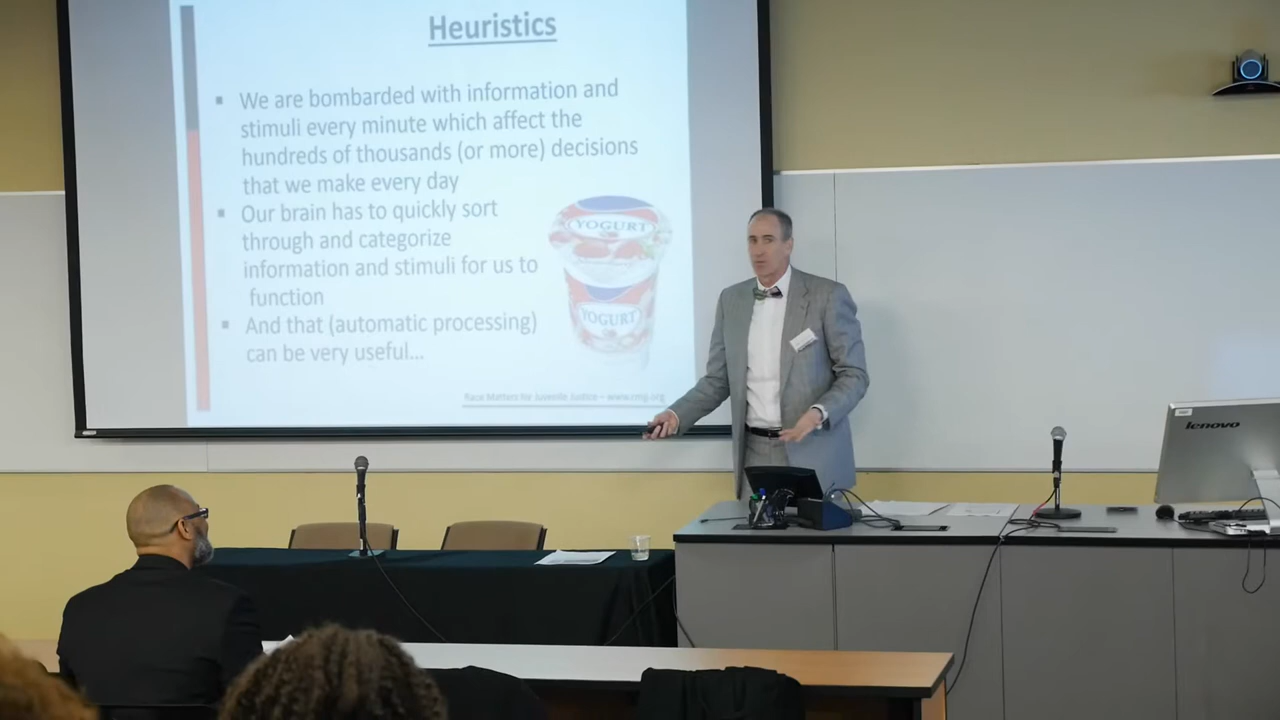 Heuristics
▪ We are bombarded with information and
stimuli every minute which affect the
hundreds of thousands (or more) decisions
that we make every day
▪ Our brain has to quickly sort
through and categorize
information and stimuli for us to
function
▪ And that (automatic processing)
can be very useful...
YOGURT
YOGURT
Race Matters for Juvenile Justice – www.rmjj.org
lenovo